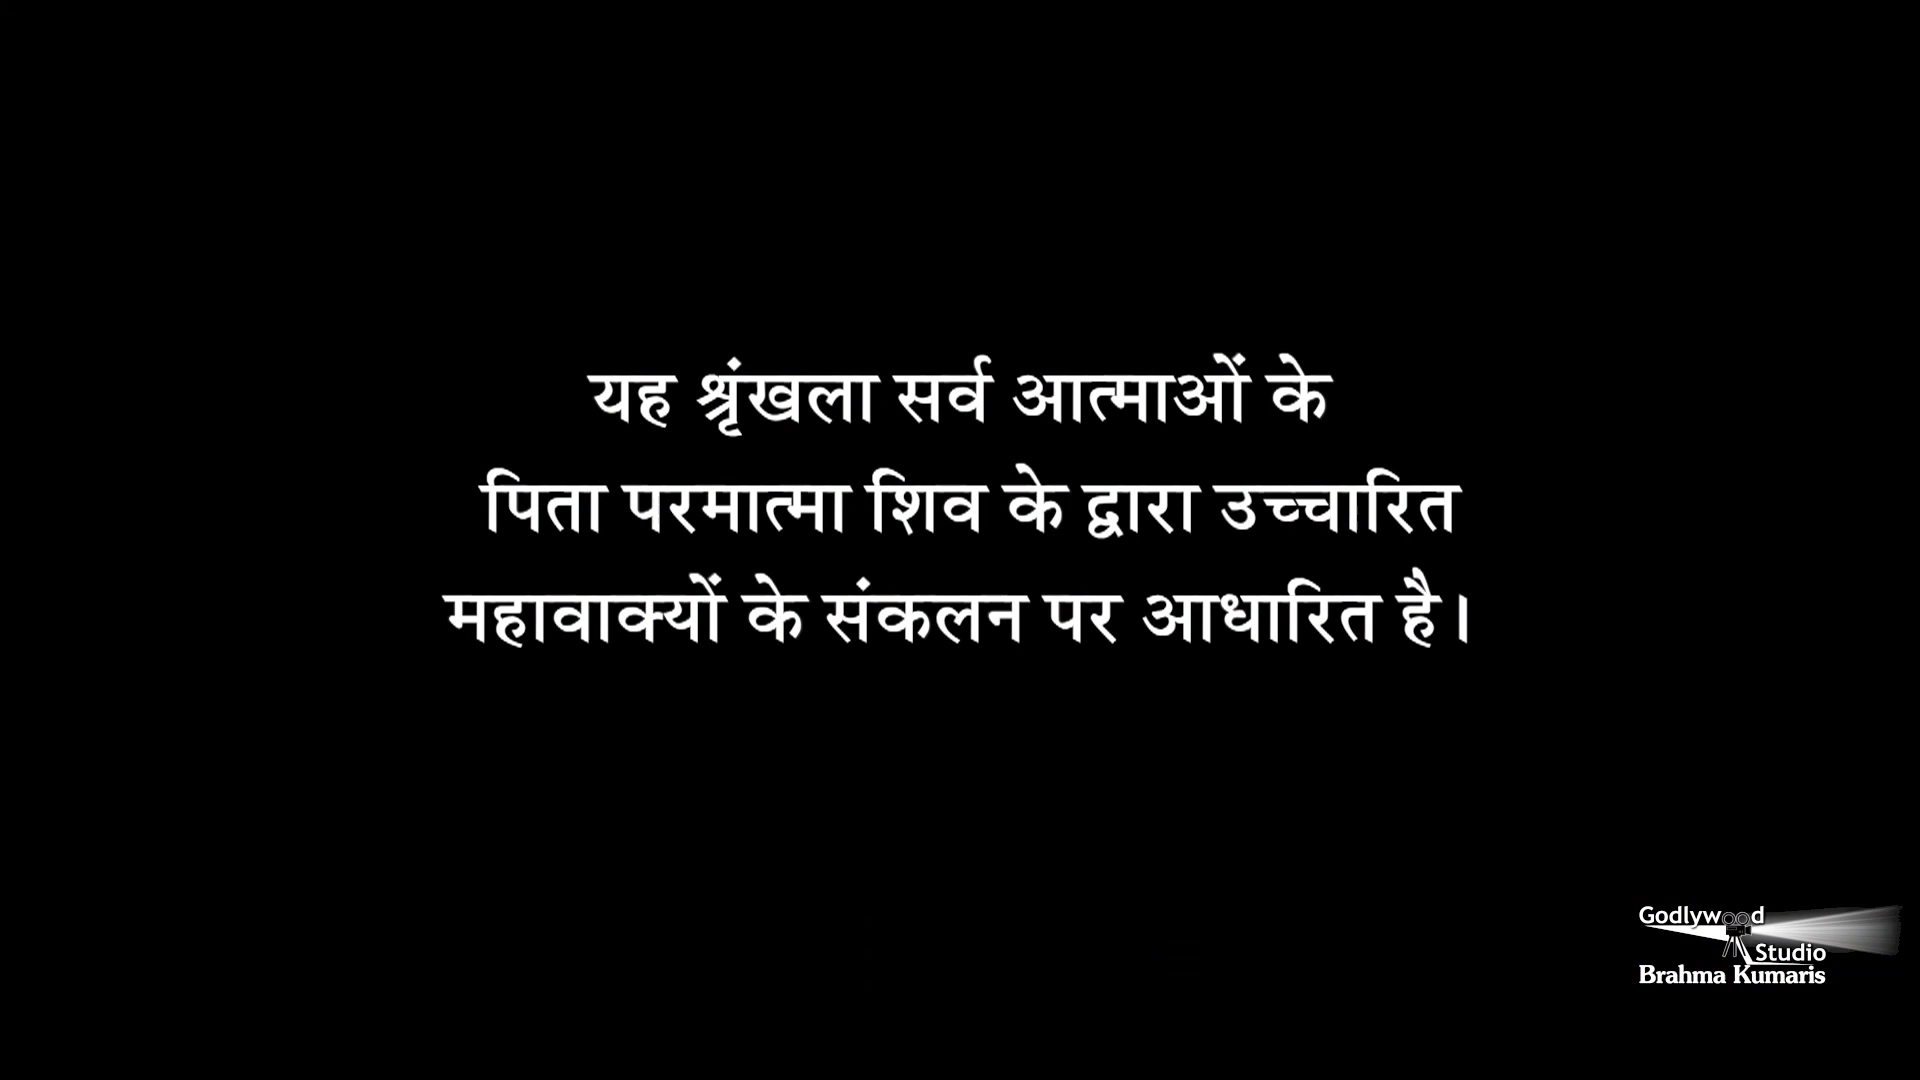 यह श्रृंखला सर्व आत्माओं के
पिता परमात्मा शिव के द्वारा उच्चारित
महावाक्यों के संकलन पर आधारित है।
Godlywood
Studio
Brahma Kumaris